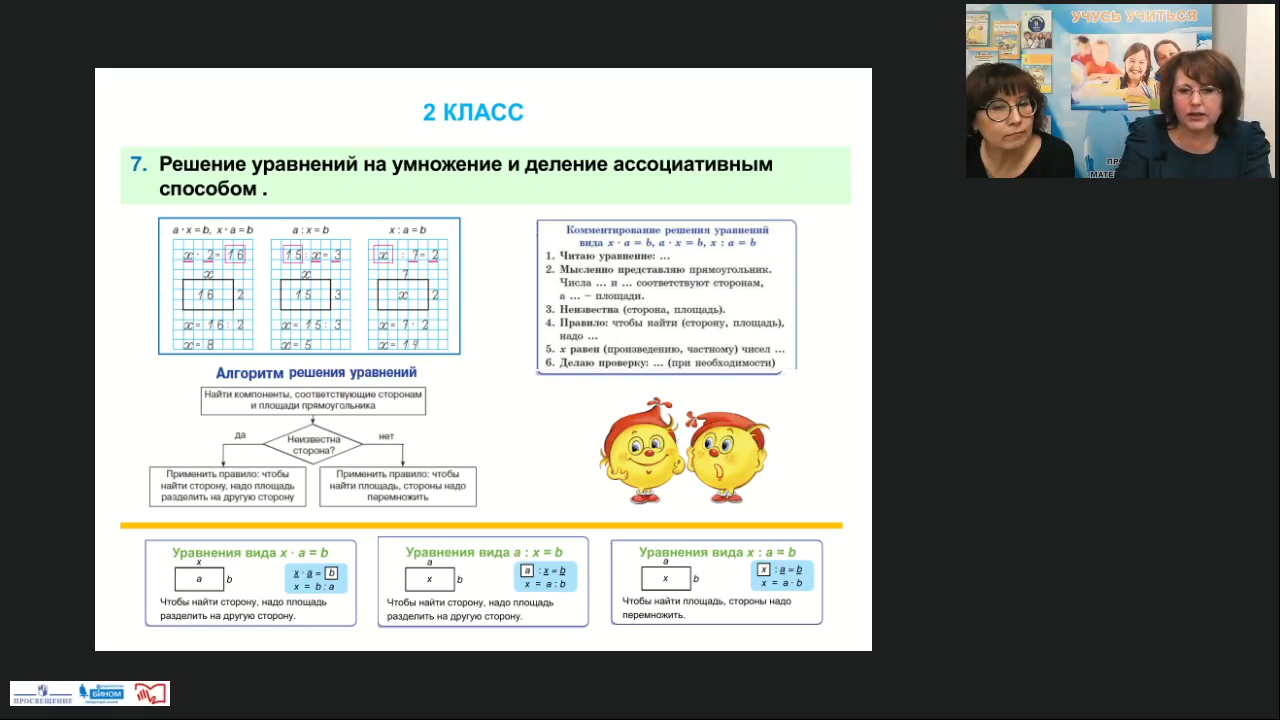 УЧУСЬ УЧИТЬСЯ
2 КЛАСС
7. Решение уравнений на умножение и деление ассоциативным
способом .
a · x = b, x · a = b
x · 2 = 16
x
16 2
x = 16 : 2
x = 8
a : x = b
15 : x = 3
x
15 3
x = 15 : 3
x = 5
x : a = b
x : 7 = 2
7
x 2
x = 7 · 2
x = 14
Комментирование решения уравнений
вида x · a = b, a · x = b, x : a = b
1. Читаю уравнение: ...
2. Мысленно представляю прямоугольник.
Числа ... и ... соответствуют сторонам,
а ... – площади.
3. Неизвестна (сторона, площадь).
4. Правило: чтобы найти (сторону, площадь),
надо ...
5. x равен (произведению, частному) чисел ...
6. Делаю проверку: ... (при необходимости)
Алгоритм решения уравнений
Найти компоненты, соответствующие сторонам
и площади прямоугольника
да
Неизвестна
сторона?
нет
Применить правило: чтобы
найти сторону, надо площадь
разделить на другую сторону
Применить правило: чтобы
найти площадь, стороны надо
перемножить
Уравнения вида x · a = b
x
a b
x · a = b
x = b : a
Чтобы найти сторону, надо площадь
разделить на другую сторону.
Уравнения вида a : x = b
a
x b
a : x = b
x = a : b
Чтобы найти сторону, надо площадь
разделить на другую сторону.
Уравнения вида x : a = b
a
x b
x : a = b
x = a · b
Чтобы найти площадь, стороны надо
перемножить.
ПРОСВЕЩЕНИЕ
БИНОМ